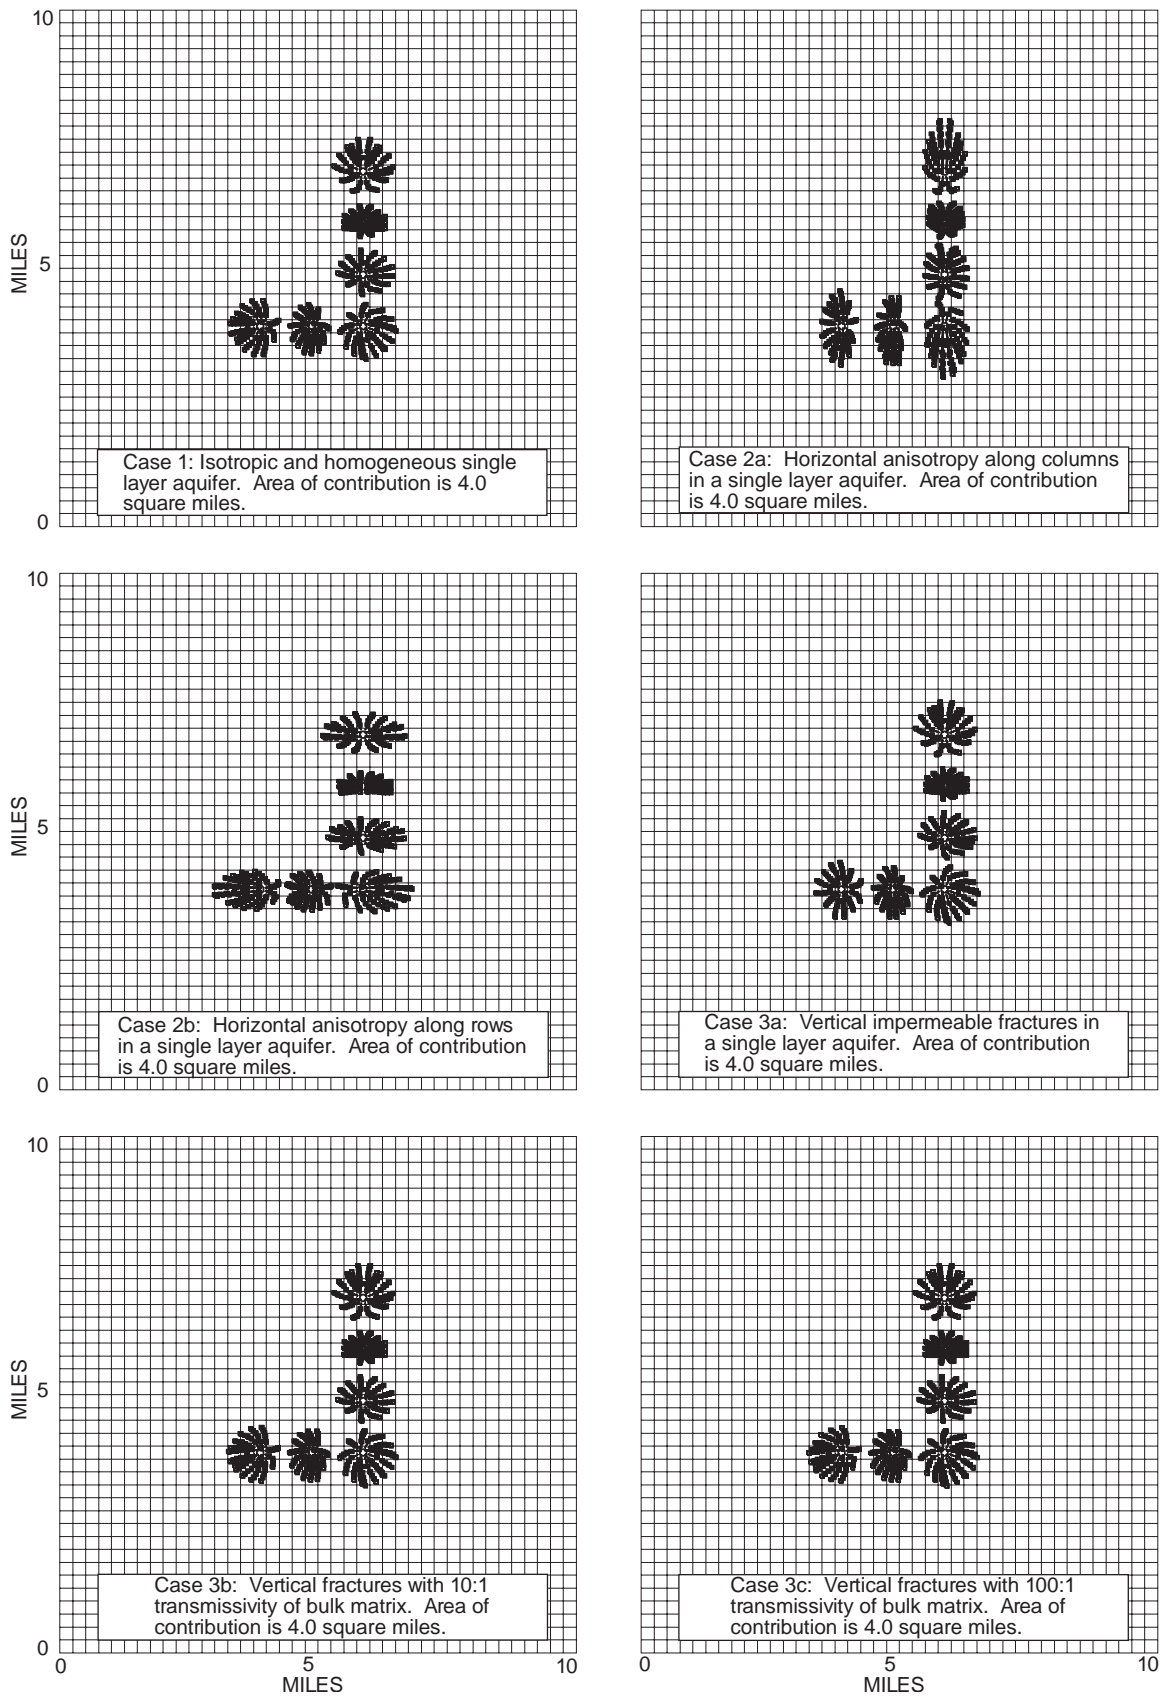 10
MILES
5
0
Case 1: Isotropic and homogeneous single
layer aquifer. Area of contribution is 4.0
square miles.
Case 2a: Horizontal anisotropy along columns
in a single layer aquifer. Area of contribution
is 4.0 square miles.
10
MILES
5
0
Case 2b: Horizontal anisotropy along rows
in a single layer aquifer. Area of contribution
is 4.0 square miles.
Case 3a: Vertical impermeable fractures in
a single layer aquifer. Area of contribution
is 4.0 square miles.
10
MILES
5
0
Case 3b: Vertical fractures with 10:1
transmissivity of bulk matrix. Area of
contribution is 4.0 square miles.
Case 3c: Vertical fractures with 100:1
transmissivity of bulk matrix. Area of
contribution is 4.0 square miles.
0 5 10
MILES
0 5 10
MILES